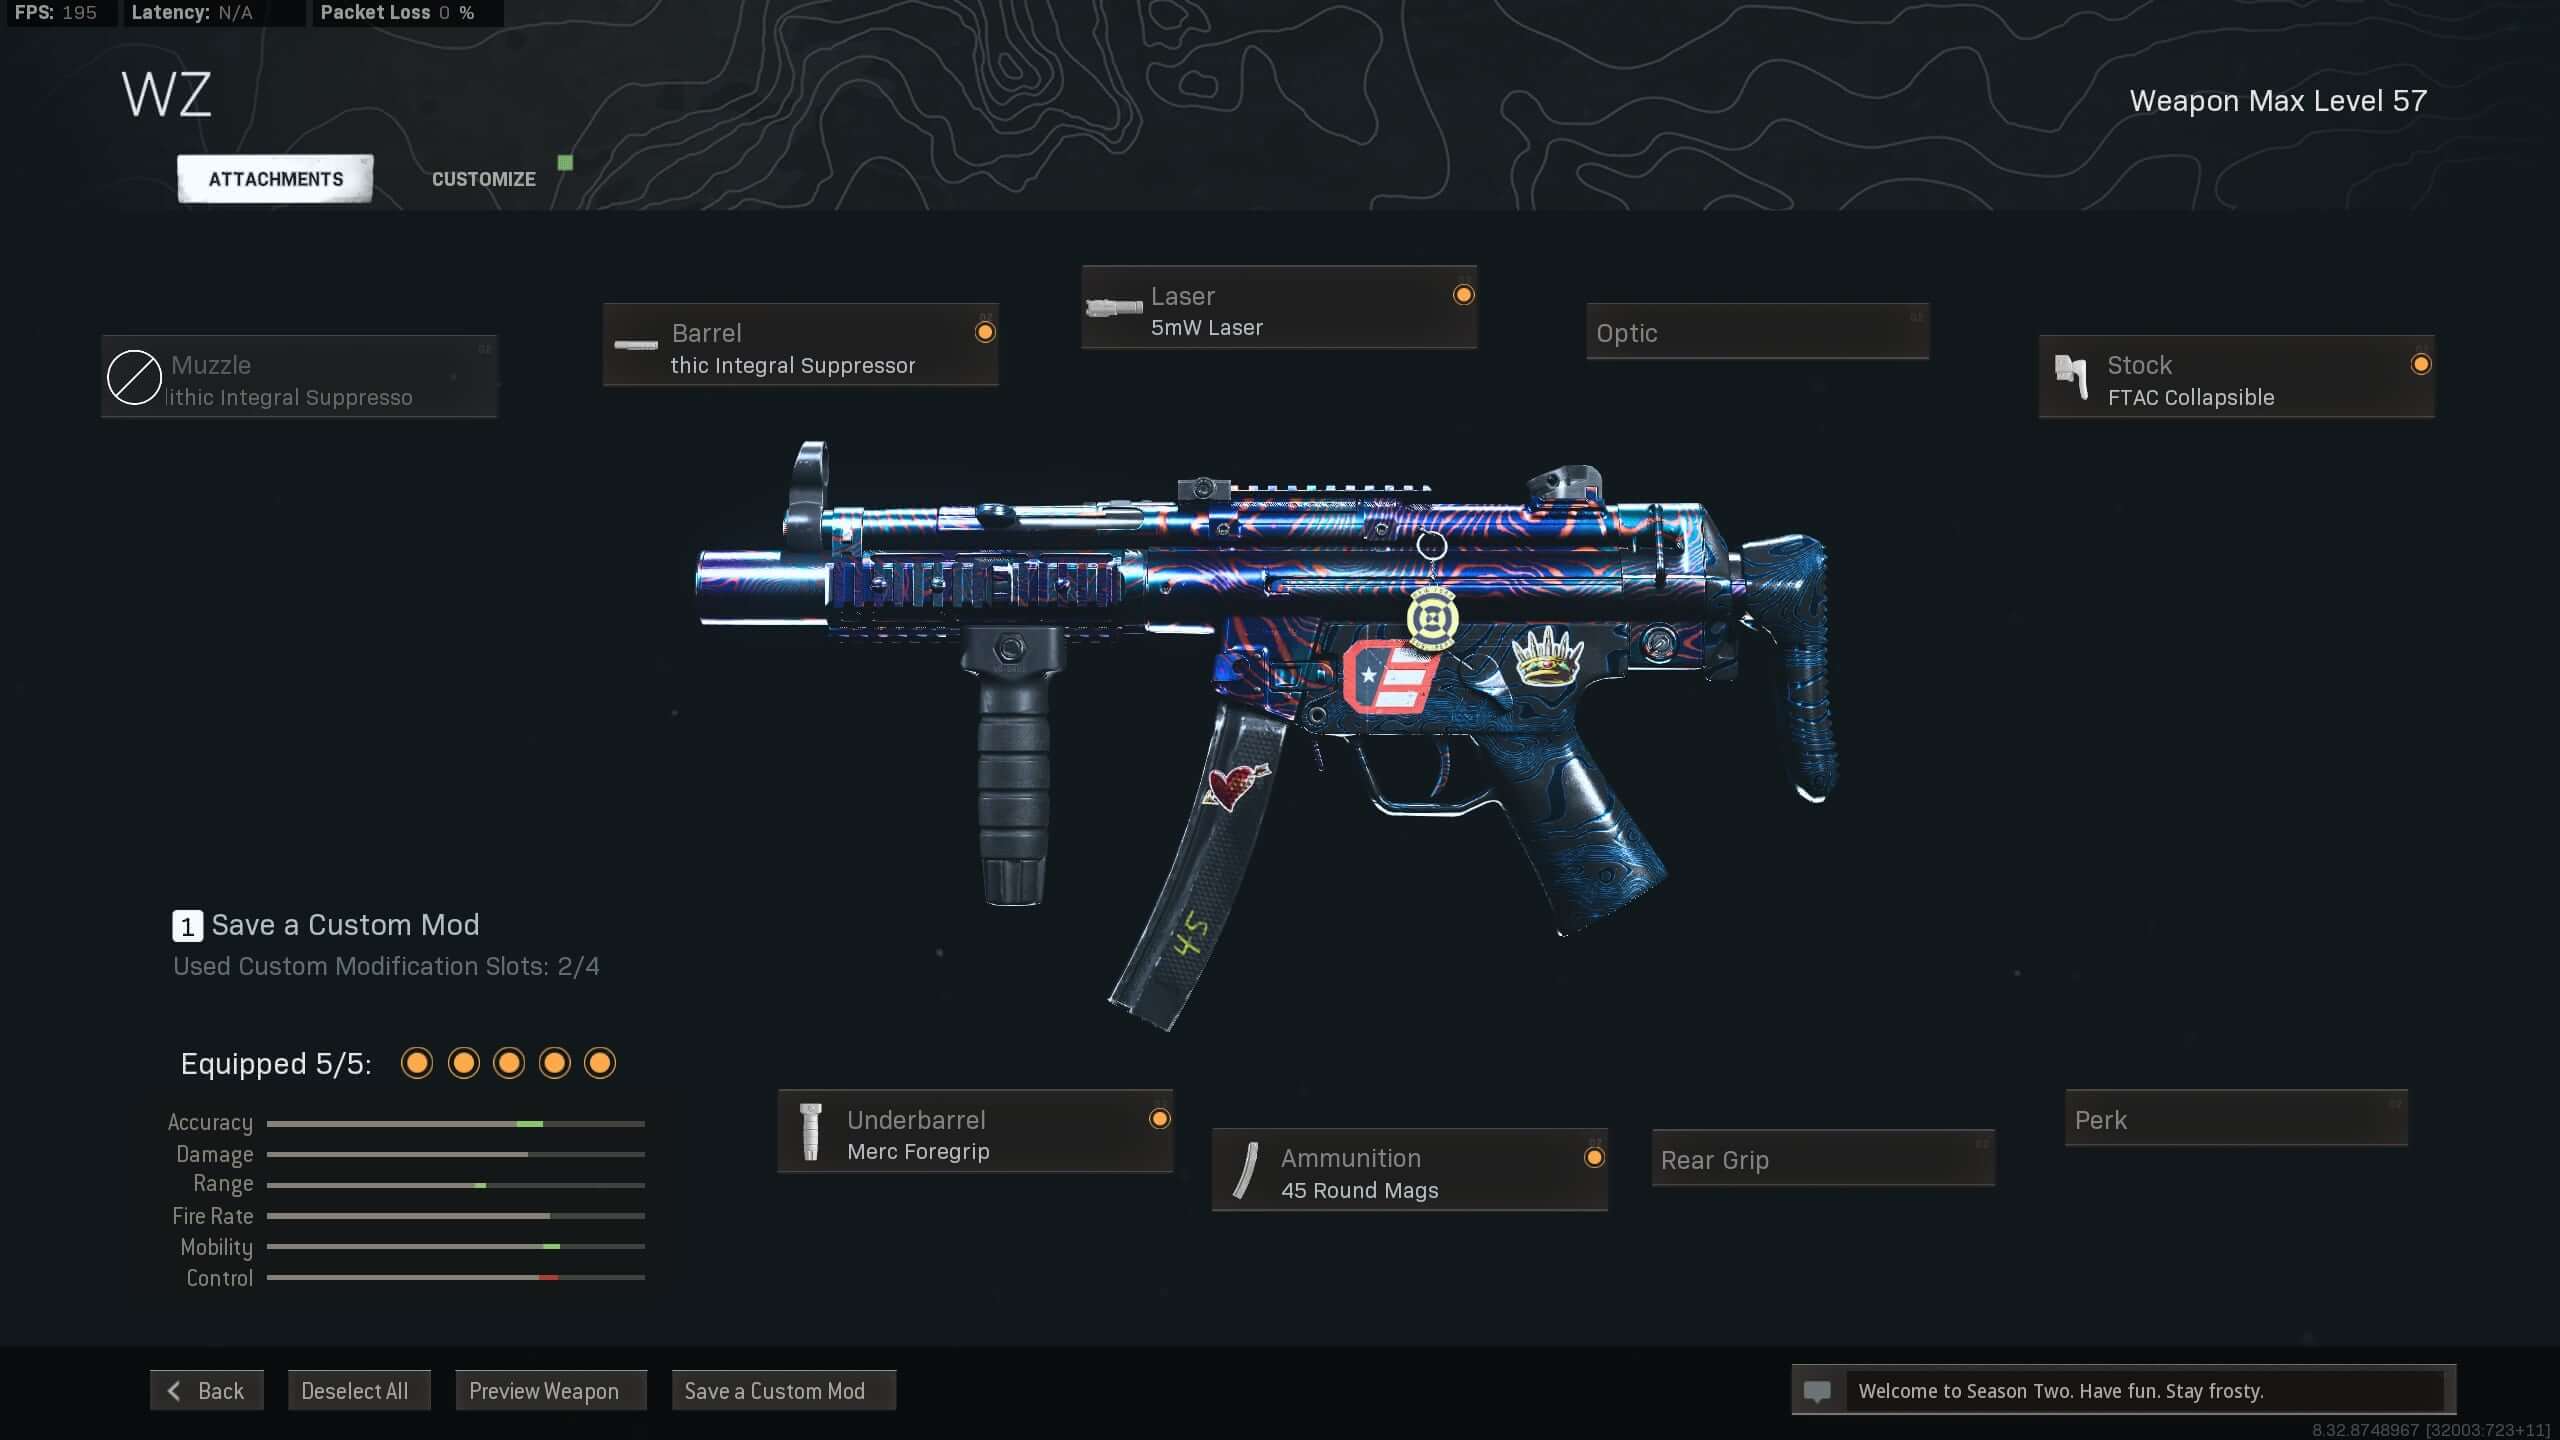 FPS: 195 Latency: N/A Packet Loss 0 %
WZ
Weapon Max Level 57
ATTACHMENTS
CUSTOMIZE
Muzzle
lithic Integral Suppresso
Barrel
thic Integral Suppressor
Laser
5mW Laser
Optic
Stock
FTAC Collapsible
45
1 Save a Custom Mod
Used Custom Modification Slots: 2/4
Equipped 5/5:
Accuracy
Damage
Range
Fire Rate
Mobility
Control
Underbarrel
Merc Foregrip
Ammunition
45 Round Mags
Rear Grip
Perk
Back
Deselect All
Preview Weapon
Save a Custom Mod
Welcome to Season Two. Have fun. Stay frosty.
8.32.8748967 [32003:723+11]